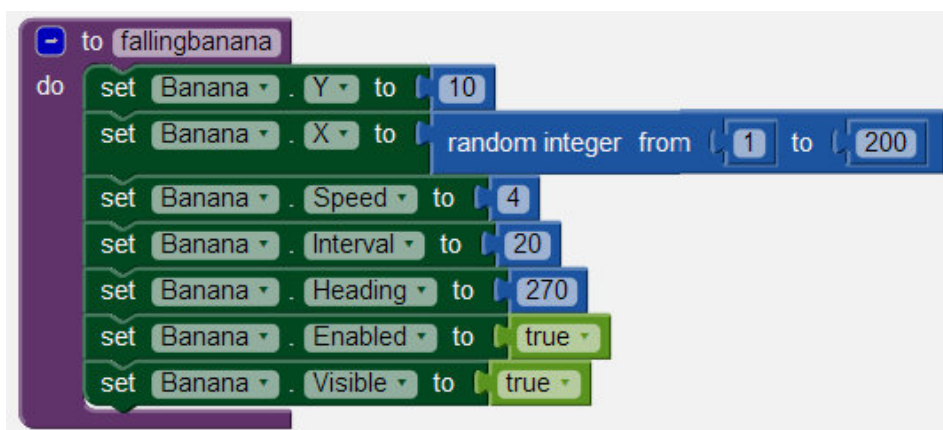 to fallingbanana
do set Banana . Y to 10
set Banana . X to random integer from 1 to 200
set Banana . Speed to 4
set Banana . Interval to 20
set Banana . Heading to 270
set Banana . Enabled to true
set Banana . Visible to true